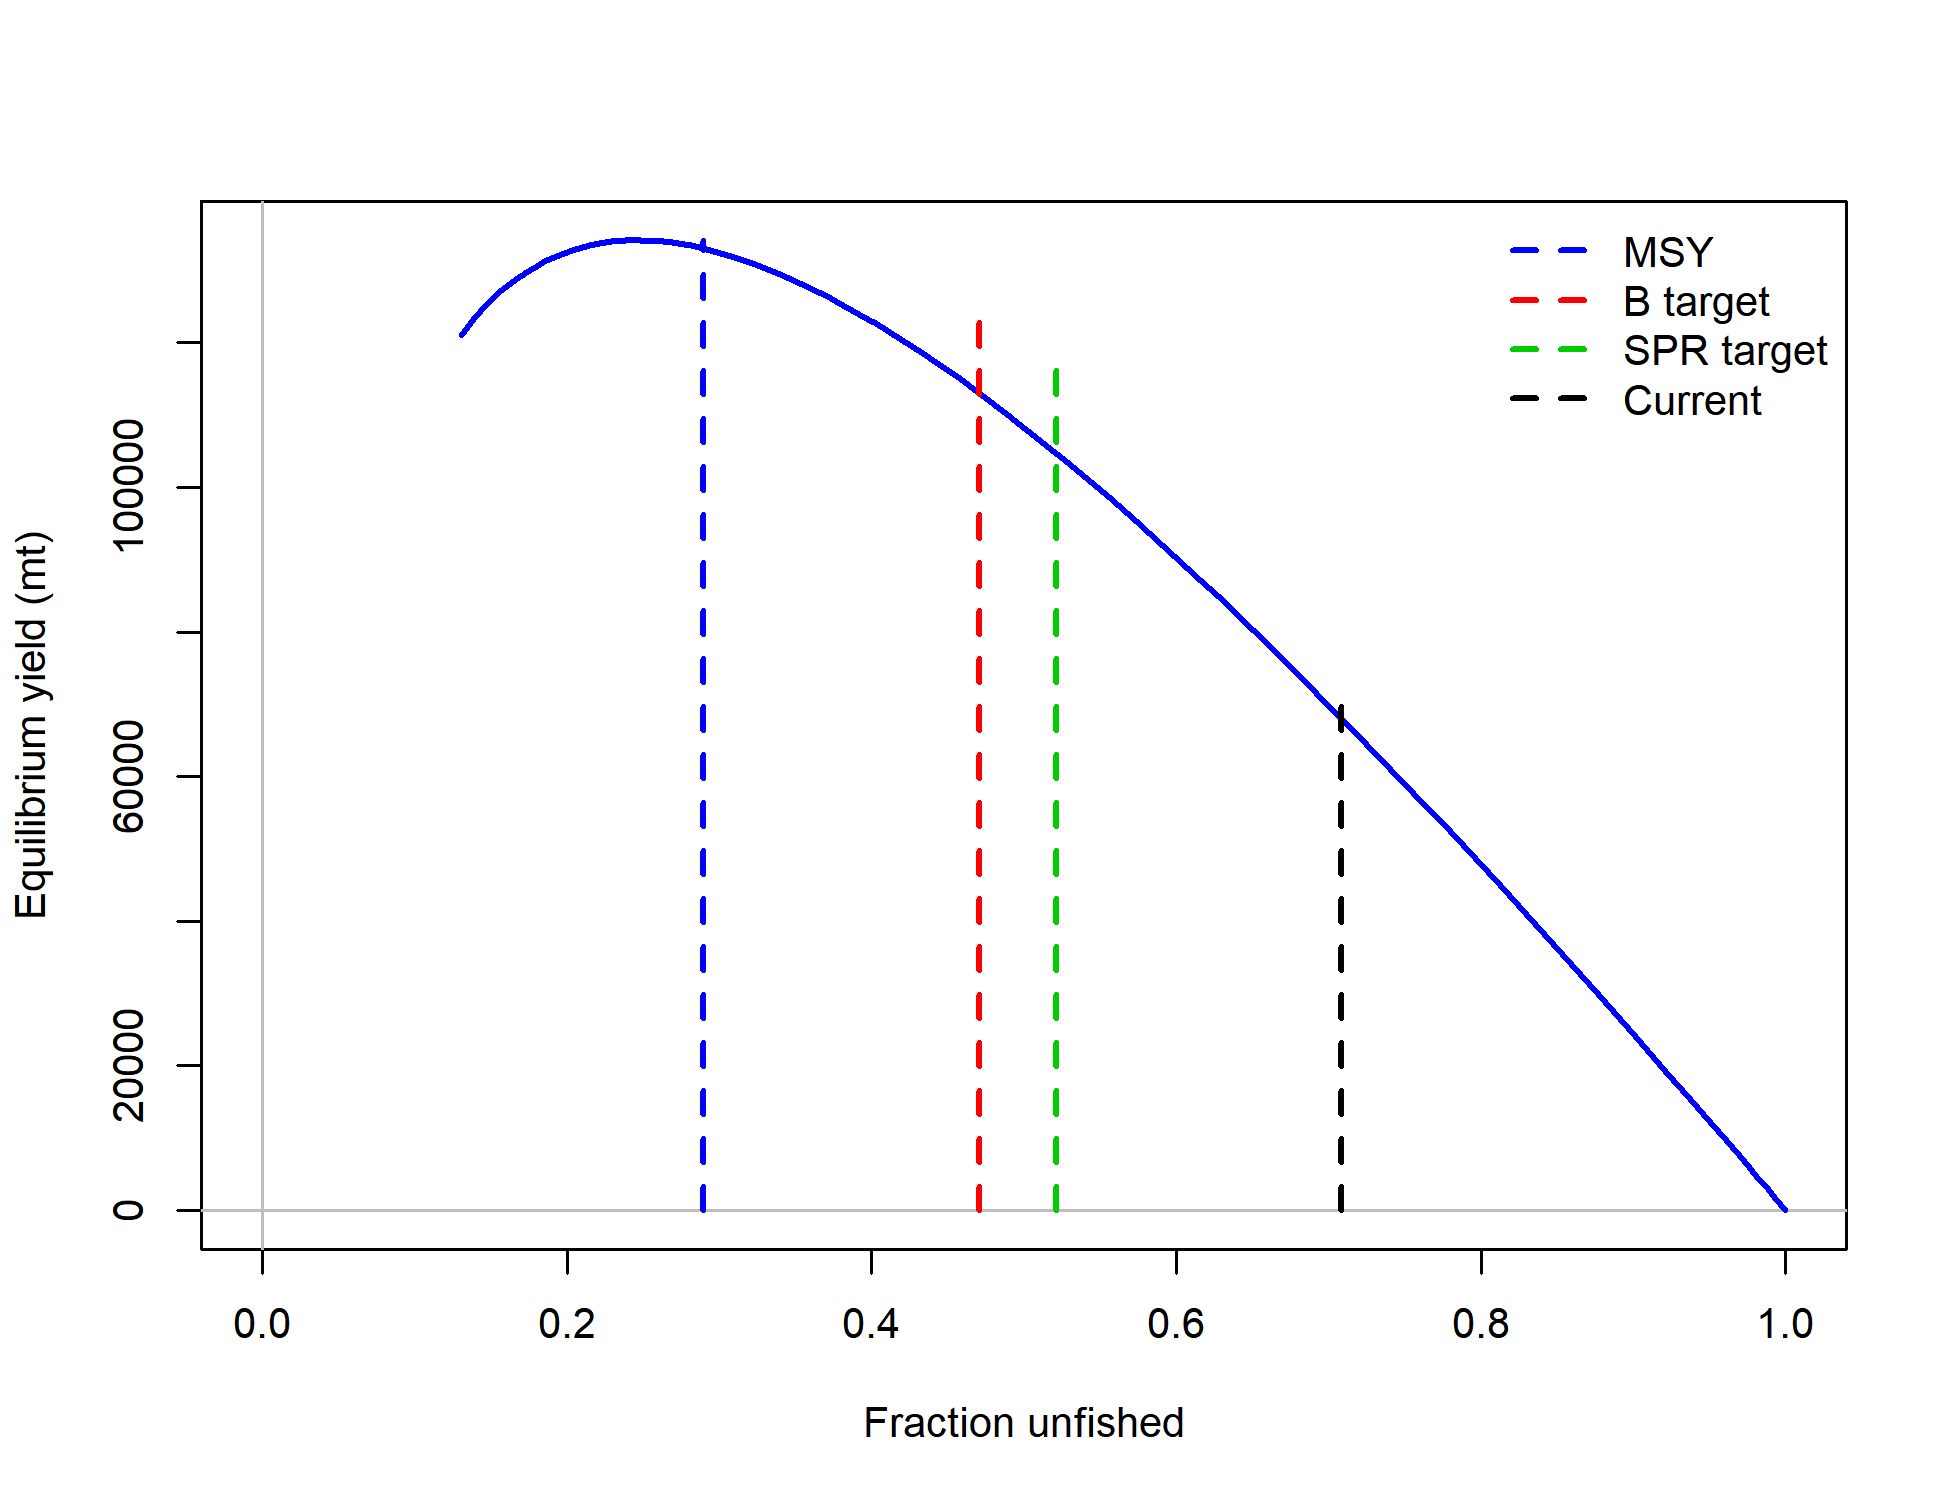 MSY
B target
SPR target
Current
Equilibrium yield (mt)
100000
60000
20000
0
0.0 0.2 0.4 0.6 0.8 1.0
Fraction unfished